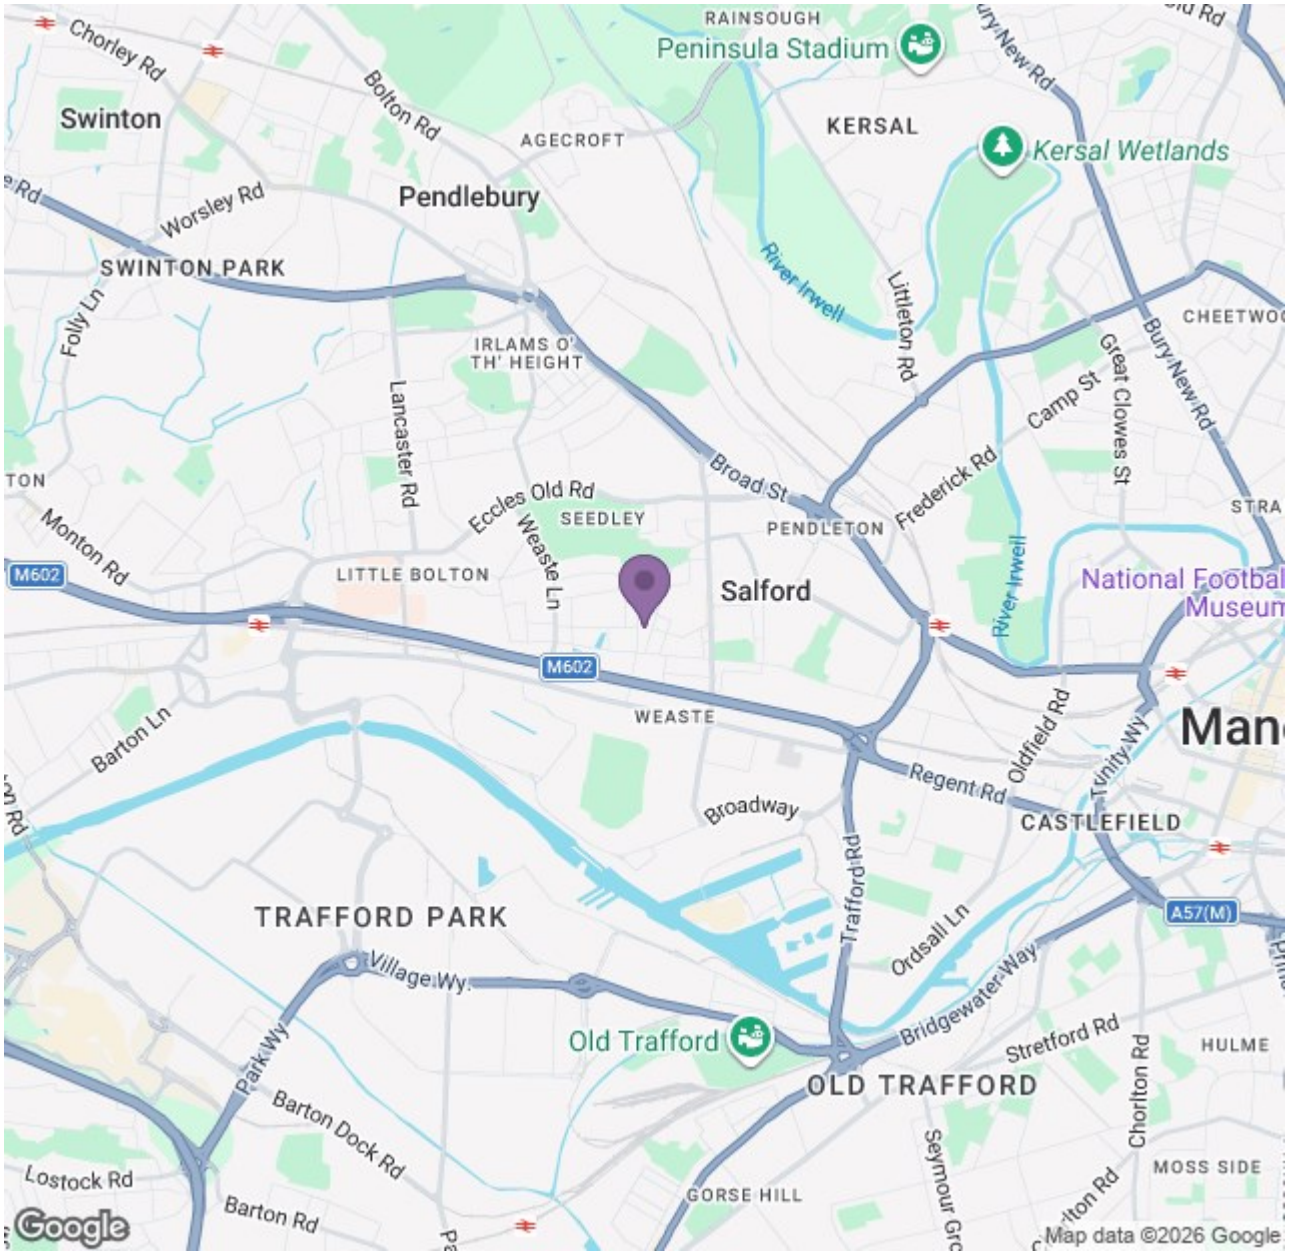 RAINSOUGH
Peninsula Stadium
Chorley Rd
Swinton
Bolton Rd
AGECROFT
KERSAL
Kersal Wetlands
Pendlebury
Worsley Rd
SWINTON PARK
River Irwell
Littleton Rd
Folly Ln
IRLAMS O'
TH' HEIGHT
CHEETWOO
Bury New Rd
Great Clowes St
Camp St
Lancaster Rd
Broad St
Frederick Rd
TON
Eccles Old Rd
SEEDLEY
PENDLETON
STRA
Monton Rd
Weaste Ln
M602
LITTLE BOLTON
Salford
River Irwell
National Footbal
Museum
M602
WEASTE
Barton Ln
Oldfield Rd
Trinity Wy
Man
Regent Rd
Broadway
CASTLEFIELD
Trafford Rd
TRAFFORD PARK
A57(M)
Ordsall Ln
Village Wy.
Bridgewater Way
Park Wy
Old Trafford
Stretford Rd
HULME
OLD TRAFFORD
Chorlton Rd
Barton Dock Rd
Seymour Gro
MOSS SIDE
Lostock Rd
GORSE HILL
Barton Rd
Google
Map data ©2026 Google